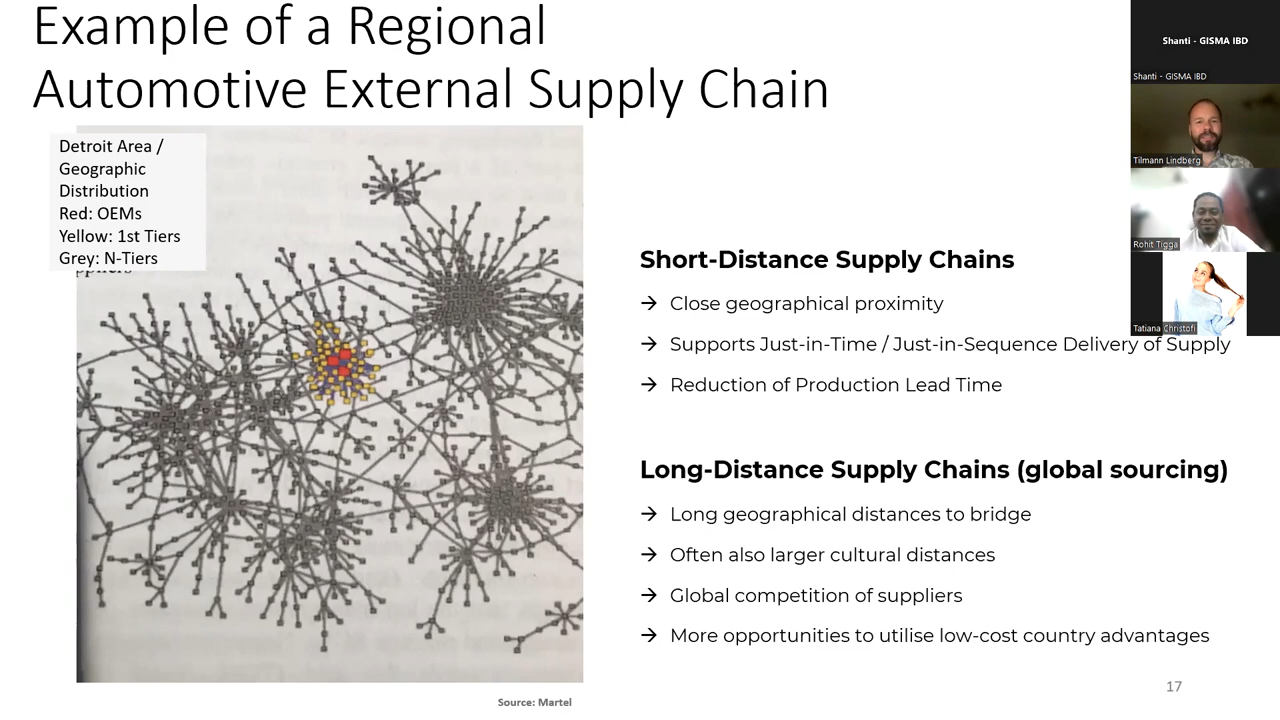 Example of a Regional
Automotive External Supply Chain
Detroit Area /
Geographic
Distribution
Red: OEMs
Yellow: 1st Tiers
Grey: N-Tiers
Short-Distance Supply Chains
→ Close geographical proximity
→ Supports Just-in-Time / Just-in-Sequence Delivery of Supply
→ Reduction of Production Lead Time
Long-Distance Supply Chains (global sourcing)
→ Long geographical distances to bridge
→ Often also larger cultural distances
→ Global competition of suppliers
→ More opportunities to utilise low-cost country advantages
Source: Martel
17
Shanti - GISMA IBD
Shanti - GISMA IBD
Tilmann Lindberg
Rohit Tigga
Tatiana Christofi